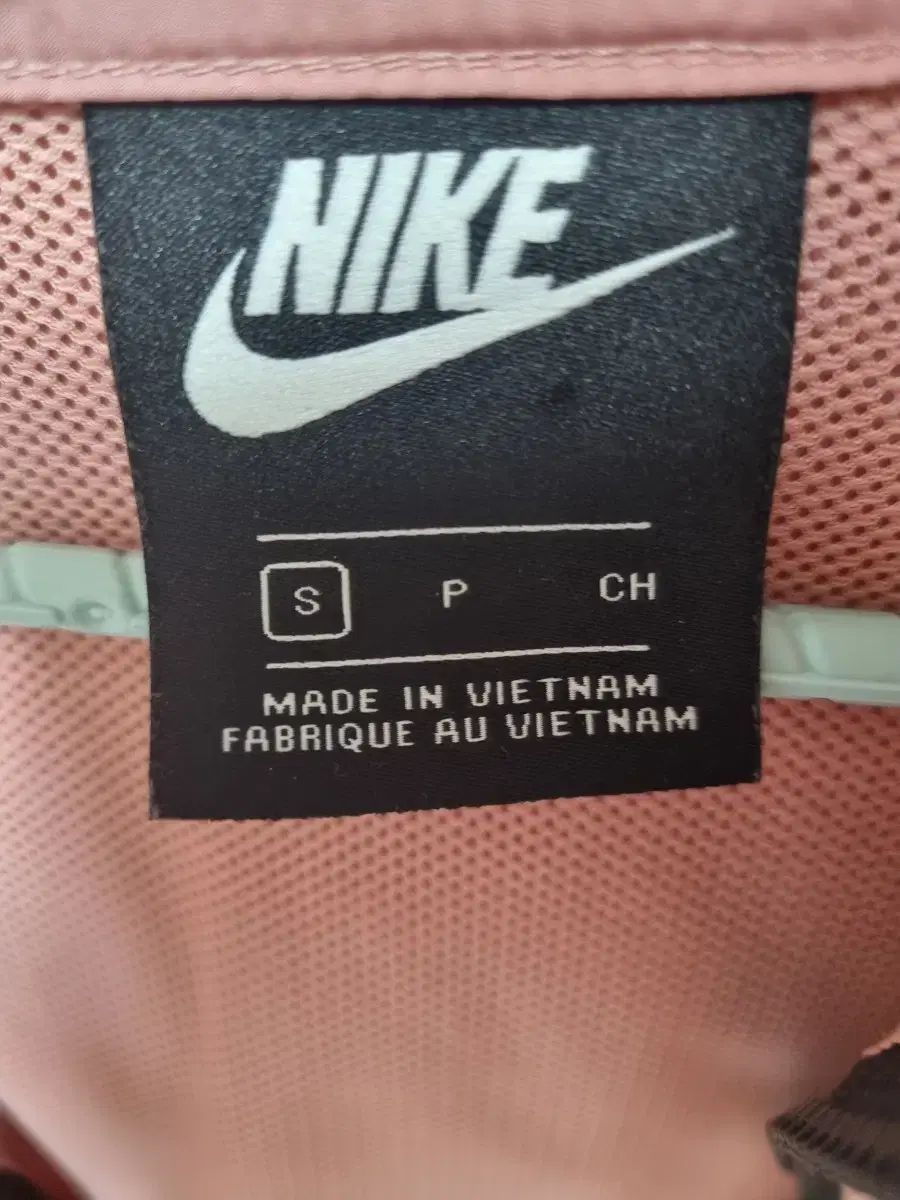 NIKE
S P CH
MADE IN VIETNAM
FABRIQUE AU VIETNAM